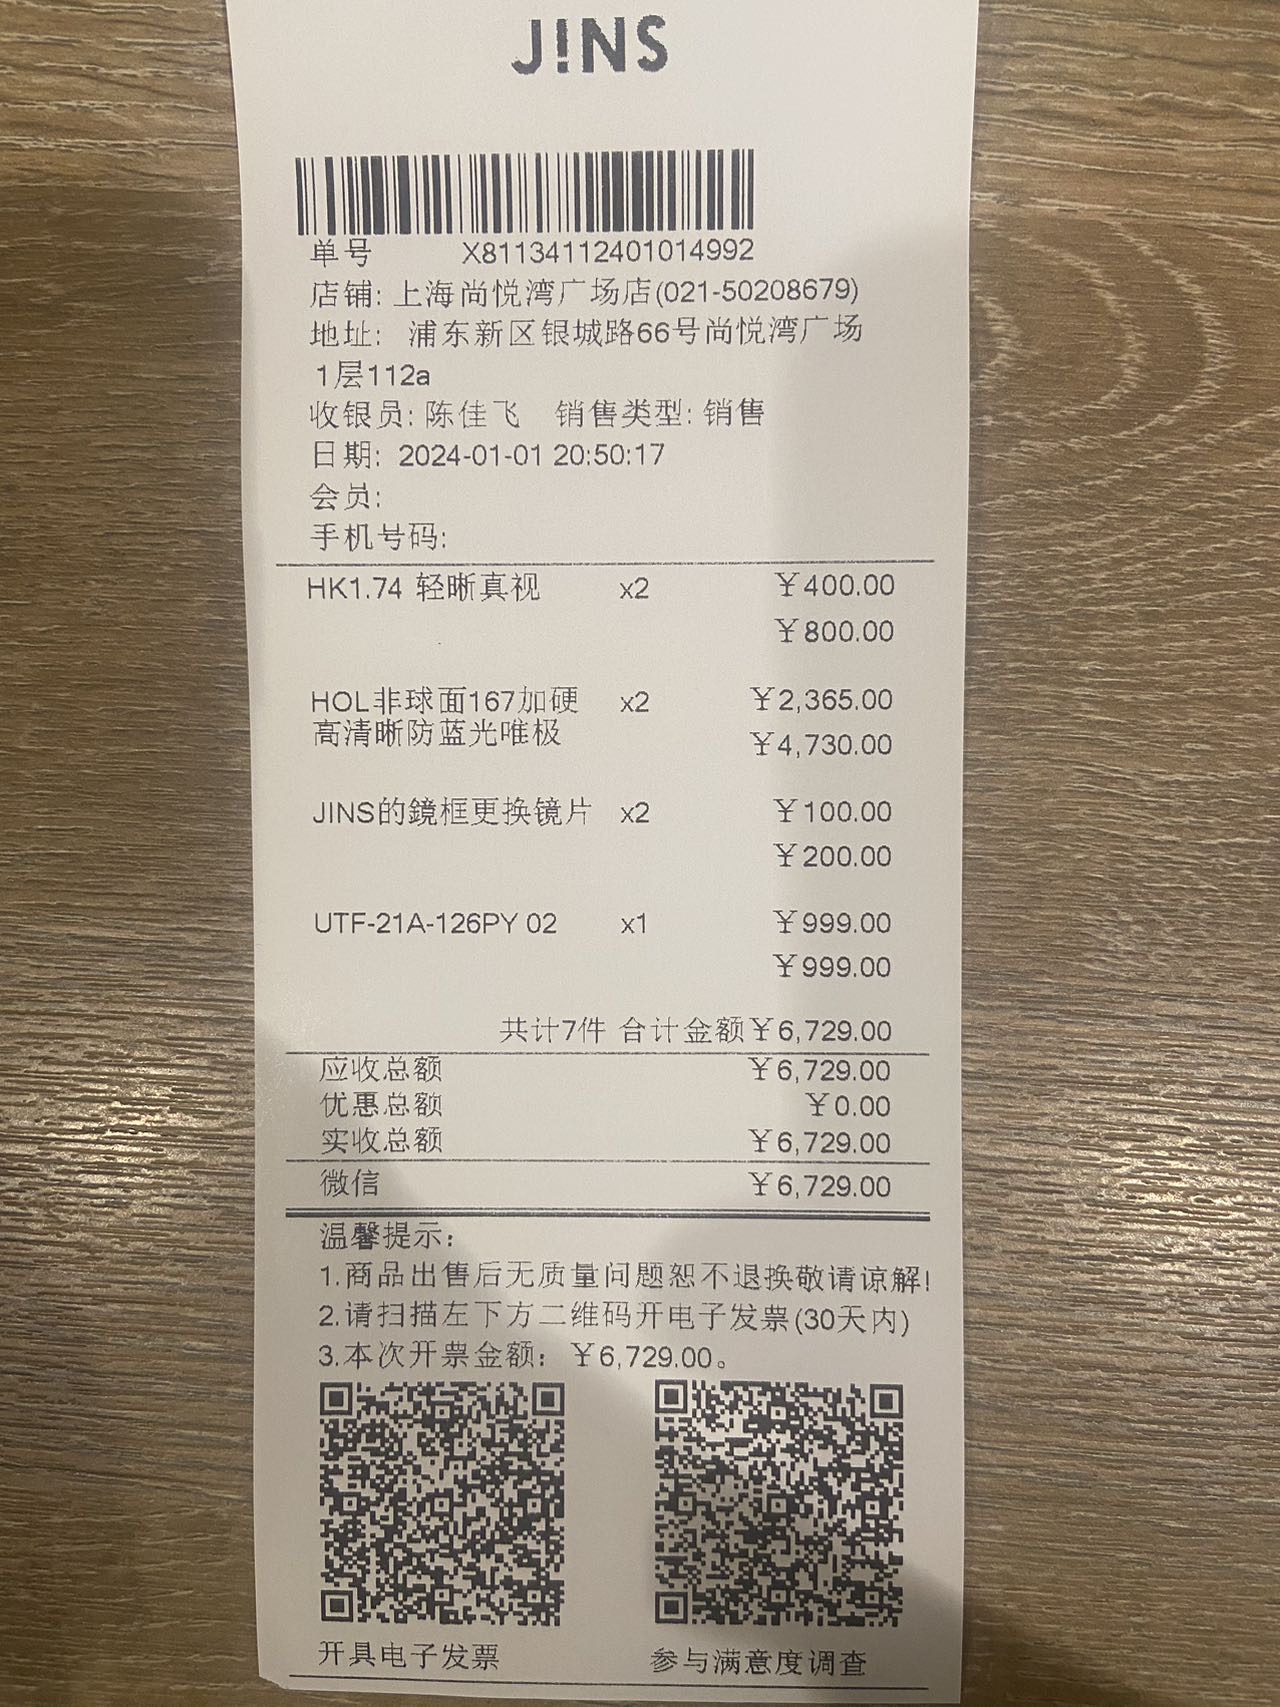 J!NS
单号 X81134112401014992
店铺: 上海尚悦湾广场店(021-50208679)
地址: 浦东新区银城路66号尚悦湾广场
1层112a
收银员: 陈佳飞 销售类型: 销售
日期: 2024-01-01 20:50:17
会员:
手机号码:
HK1.74 轻晰真视 x2 ￥400.00
￥800.00
HOL非球面167加硬 x2 ￥2,365.00
高清晰防蓝光唯极 ￥4,730.00
JINS的鏡框更换镜片 x2 ￥100.00
￥200.00
UTF-21A-126PY 02 x1 ￥999.00
￥999.00
共计7件 合计金额￥6,729.00
应收总额 ￥6,729.00
优惠总额 ￥0.00
实收总额 ￥6,729.00
微信 ￥6,729.00
温馨提示:
1.商品出售后无质量问题恕不退换敬请谅解!
2.请扫描左下方二维码开电子发票(30天内)
3.本次开票金额: ￥6,729.00。
开具电子发票 参与满意度调查